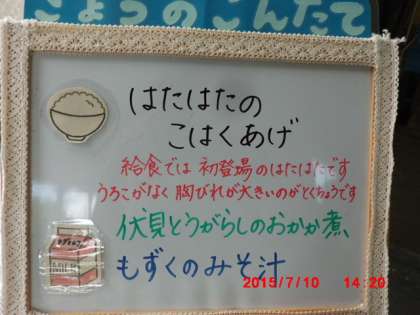 きょうのこんだて
はたはたの
こはくあげ
給食では 初登場のはたはたです
うろこがなく 胸びれが大きいのがとくちょうです
伏見とうがらしのおかか煮
もずくのみそ汁
MILK
2015/7/10 14:20